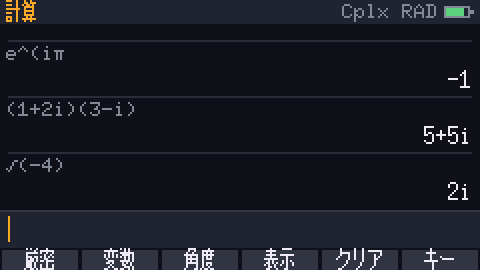 計算 Cplx RAD
e^(iπ
-1
(1+2i)(3-i)
5+5i
√(-4)
2i
厳密 変数 角度 表示 クリア キー